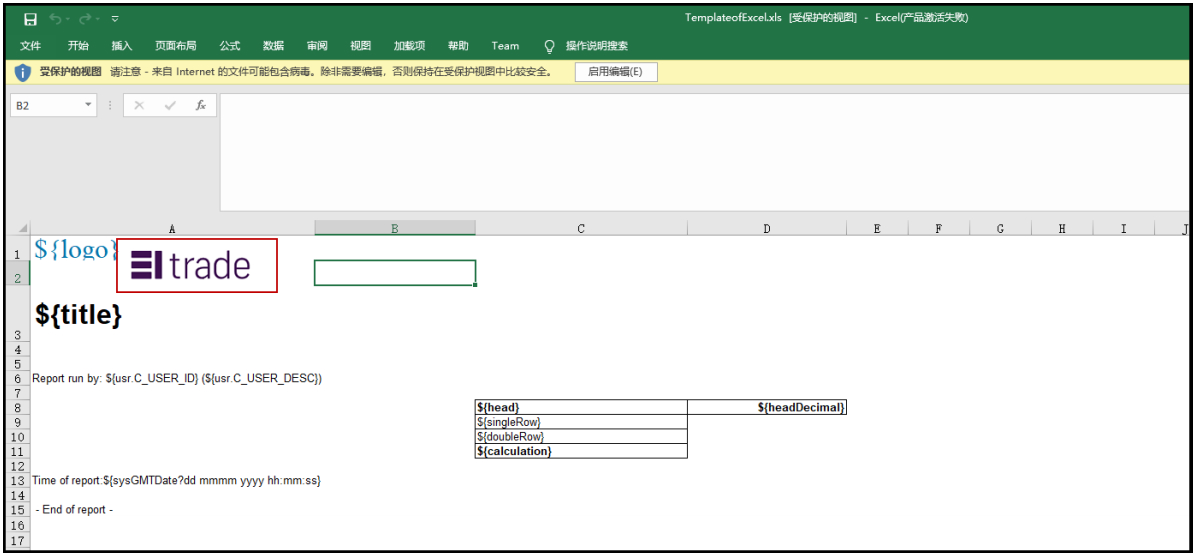 TemplateofExcel.xls [受保护的视图] - Excel(产品激活失败)
文件 开始 插入 页面布局 公式 数据 审阅 视图 加载项 帮助 Team 操作说明搜索
受保护的视图 请注意 - 来自 Internet 的文件可能包含病毒。除非需要编辑，否则保持在受保护视图中比较安全。 启用编辑(E)
B2 fx
A B C D E F G H I J
1 ${logo} trade
2
3 ${title}
4
5
6 Report run by: ${usr.C_USER_ID} (${usr.C_USER_DESC})
7
8 ${head} ${headDecimal}
9 ${singleRow}
10 ${doubleRow}
11 ${calculation}
12
13 Time of report:${sysGMTDate?dd mmmm yyyy hh:mm:ss}
14
15 - End of report -
16
17